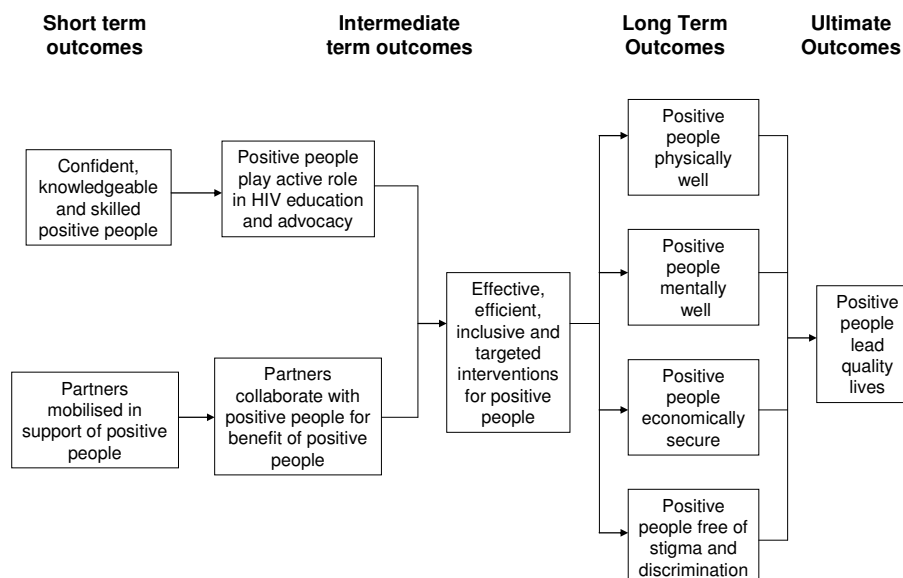 Short term
outcomes
Intermediate
term outcomes
Long Term
Outcomes
Ultimate
Outcomes
Confident,
knowledgeable
and skilled
positive people
Positive people
play active role
in HIV education
and advocacy
Partners
mobilised in
support of positive
people
Partners
collaborate with
positive people for
benefit of positive
people
Effective,
efficient,
inclusive and
targeted
interventions
for positive
people
Positive
people
physically
well
Positive
people
mentally
well
Positive
people
economically
secure
Positive
people free of
stigma and
discrimination
Positive
people
lead
quality
lives